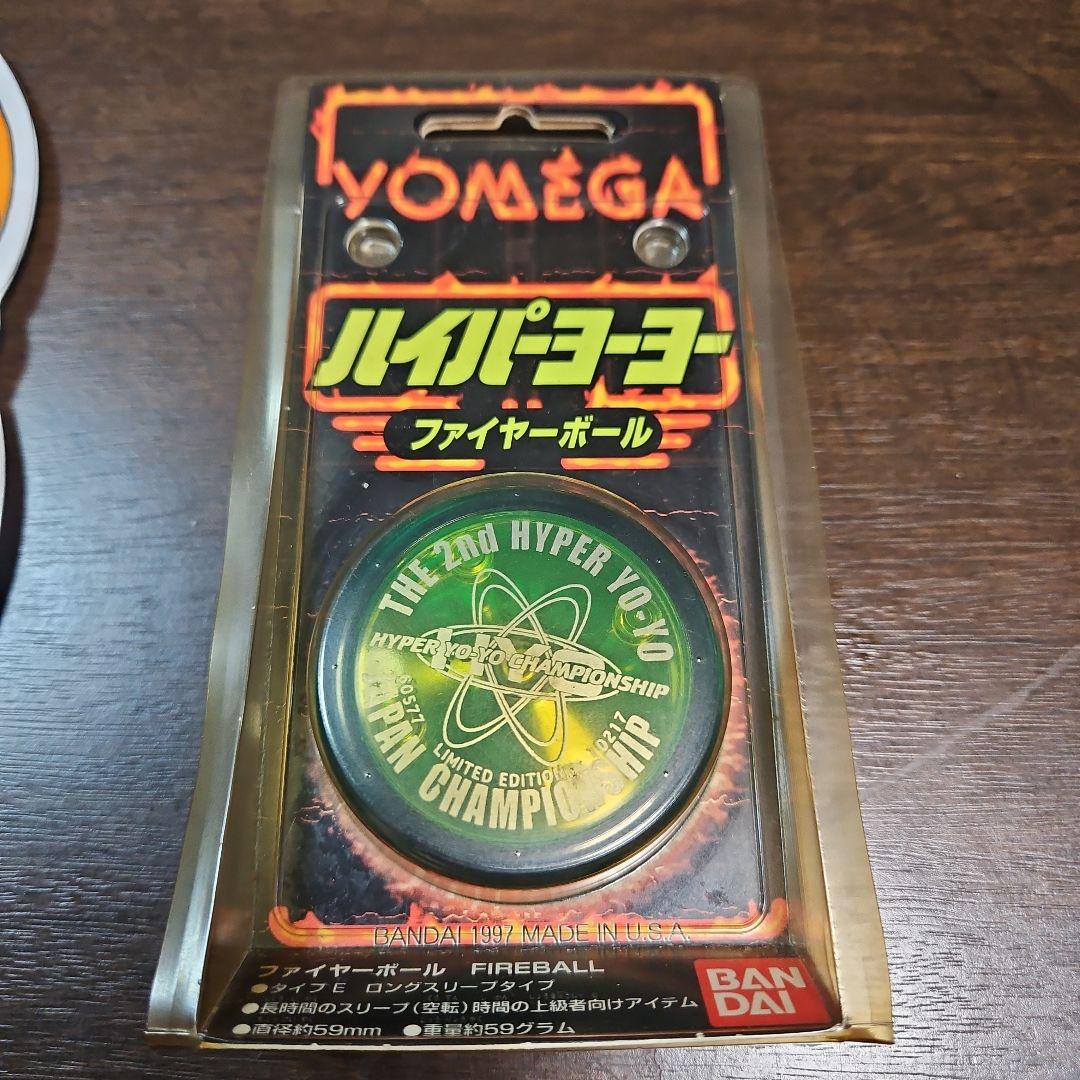 YOMEGA
ハイパーヨーヨー
ファイヤーボール
THE 2nd HYPER YO-YO
HYPER YO-YO CHAMPIONSHIP
LIMITED EDITION
JAPAN CHAMPIONSHIP
BANDAI 1997 MADE IN U.S.A.
ファイヤーボール FIREBALL
●タイプE ロングスリープタイプ
●長時間のスリープ(空転)時間の上級者向けアイテム
●直径約59mm ●重量約59グラム
BAN
DAI